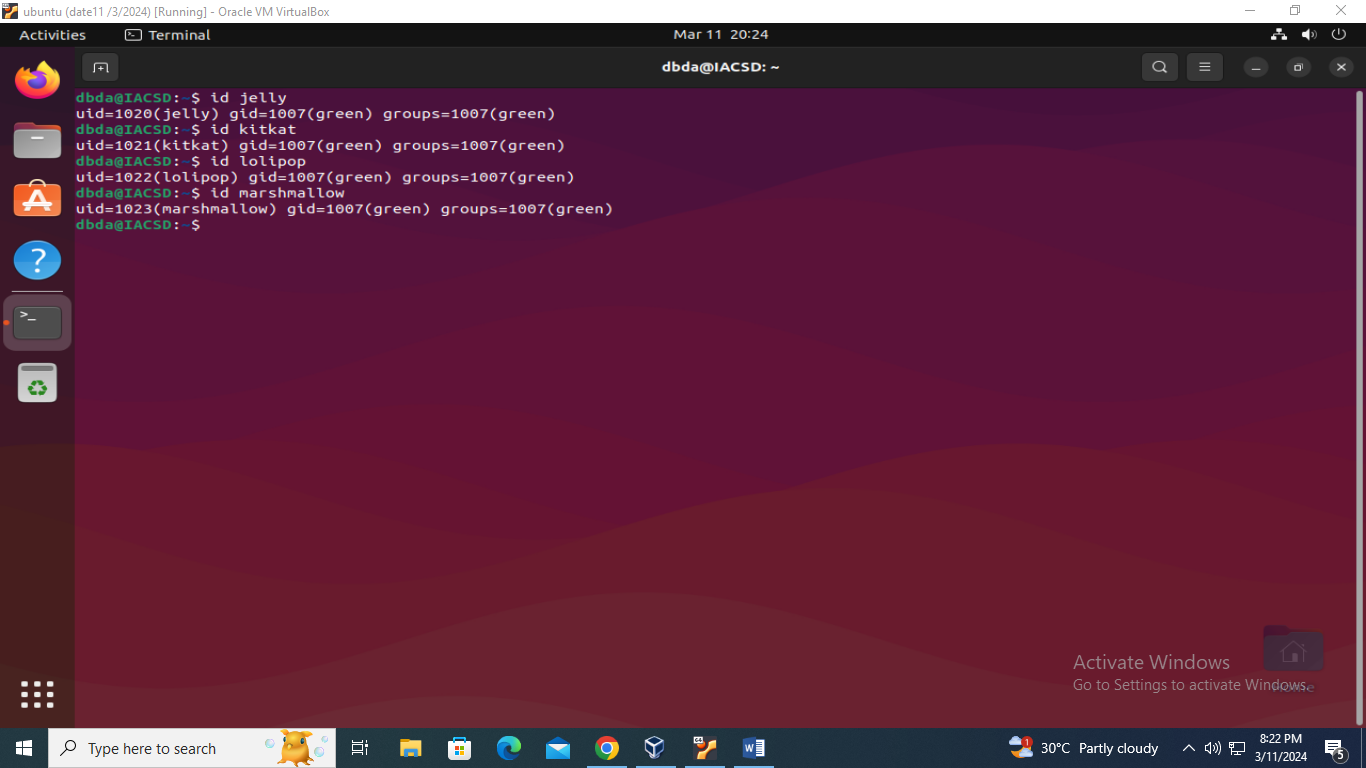 ubuntu (date11 /3/2024) [Running] - Oracle VM VirtualBox
Activities Terminal Mar 11 20:24
dbda@IACSD: ~
dbda@IACSD:~$ id jelly
uid=1020(jelly) gid=1007(green) groups=1007(green)
dbda@IACSD:~$ id kitkat
uid=1021(kitkat) gid=1007(green) groups=1007(green)
dbda@IACSD:~$ id lolipop
uid=1022(lolipop) gid=1007(green) groups=1007(green)
dbda@IACSD:~$ id marshmallow
uid=1023(marshmallow) gid=1007(green) groups=1007(green)
dbda@IACSD:~$
Activate Windows
Go to Settings to activate Windows.
Home
Type here to search
30°C Partly cloudy
8:22 PM
3/11/2024
1
5
64